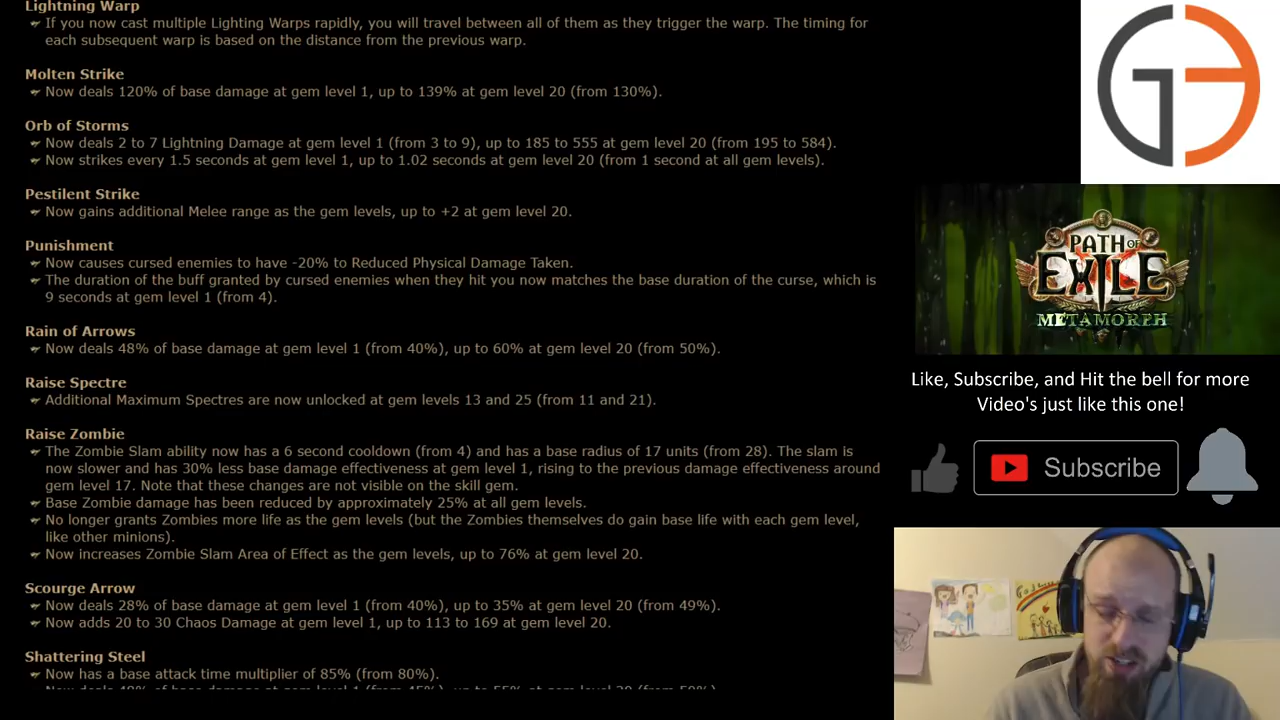 Lightning Warp
If you now cast multiple Lighting Warps rapidly, you will travel between all of them as they trigger the warp. The timing for
each subsequent warp is based on the distance from the previous warp.
Molten Strike
Now deals 120% of base damage at gem level 1, up to 139% at gem level 20 (from 130%).
Orb of Storms
Now deals 2 to 7 Lightning Damage at gem level 1 (from 3 to 9), up to 185 to 555 at gem level 20 (from 195 to 584).
Now strikes every 1.5 seconds at gem level 1, up to 1.02 seconds at gem level 20 (from 1 second at all gem levels).
Pestilent Strike
Now gains additional Melee range as the gem levels, up to +2 at gem level 20.
Punishment
Now causes cursed enemies to have -20% to Reduced Physical Damage Taken.
The duration of the buff granted by cursed enemies when they hit you now matches the base duration of the curse, which is
9 seconds at gem level 1 (from 4).
Rain of Arrows
Now deals 48% of base damage at gem level 1 (from 40%), up to 60% at gem level 20 (from 50%).
Raise Spectre
Additional Maximum Spectres are now unlocked at gem levels 13 and 25 (from 11 and 21).
Raise Zombie
The Zombie Slam ability now has a 6 second cooldown (from 4) and has a base radius of 17 units (from 28). The slam is
now slower and has 30% less base damage effectiveness at gem level 1, rising to the previous damage effectiveness around
gem level 17. Note that these changes are not visible on the skill gem.
Base Zombie damage has been reduced by approximately 25% at all gem levels.
No longer grants Zombies more life as the gem levels (but the Zombies themselves do gain base life with each gem level,
like other minions).
Now increases Zombie Slam Area of Effect as the gem levels, up to 76% at gem level 20.
Scourge Arrow
Now deals 28% of base damage at gem level 1 (from 40%), up to 35% at gem level 20 (from 49%).
Now adds 20 to 30 Chaos Damage at gem level 1, up to 113 to 169 at gem level 20.
Shattering Steel
Now has a base attack time multiplier of 85% (from 80%).
Now deals 48% of base damage at gem level 1 (from 45%), up to 55% at gem level 20 (from 50%).
PATH OF
EXILE
METAMORPH
Like, Subscribe, and Hit the bell for more
Video's just like this one!
Subscribe